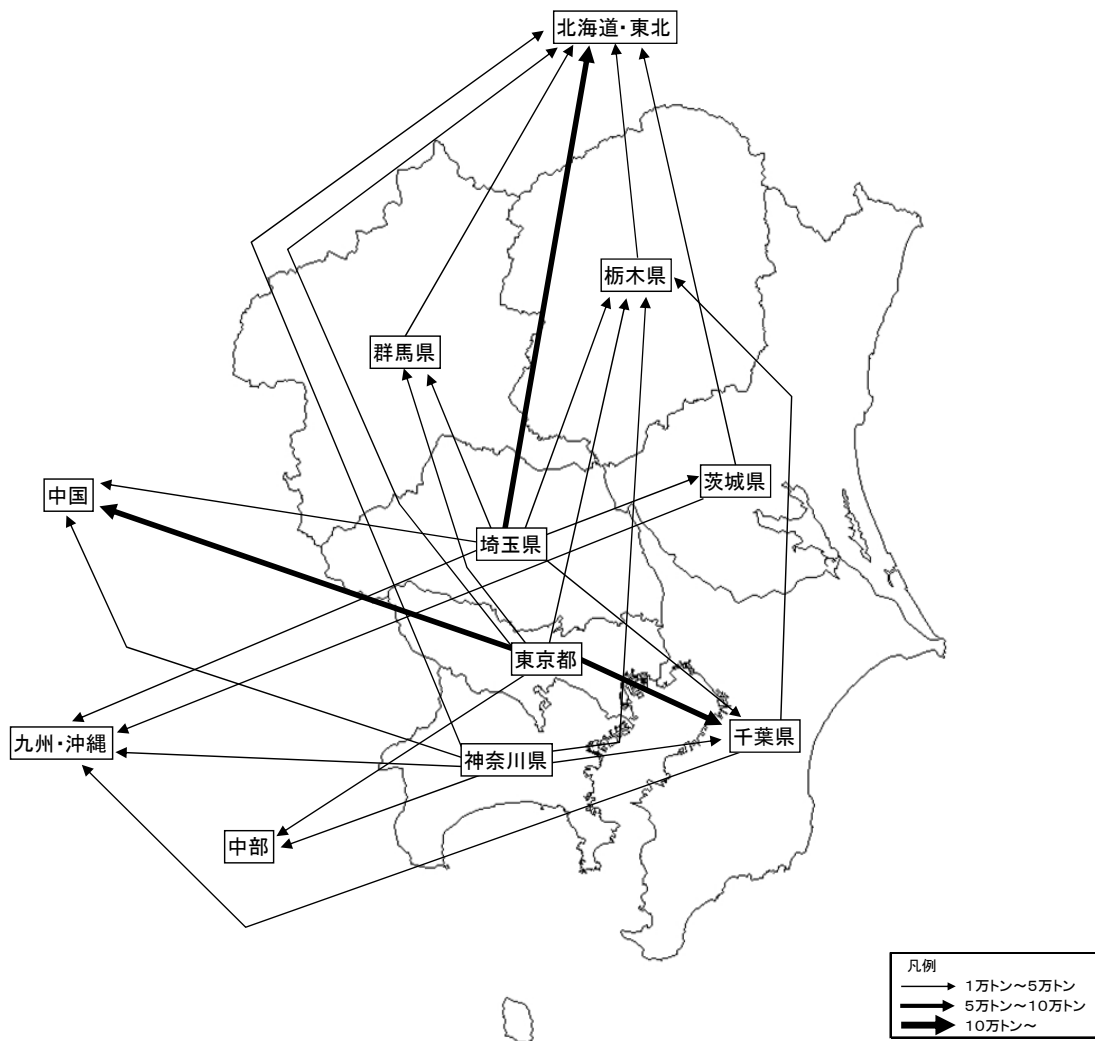 北海道・東北
栃木県
群馬県
茨城県
中国
埼玉県
東京都
千葉県
九州・沖縄
神奈川県
中部
凡例
1万トン～5万トン
5万トン～10万トン
10万トン～